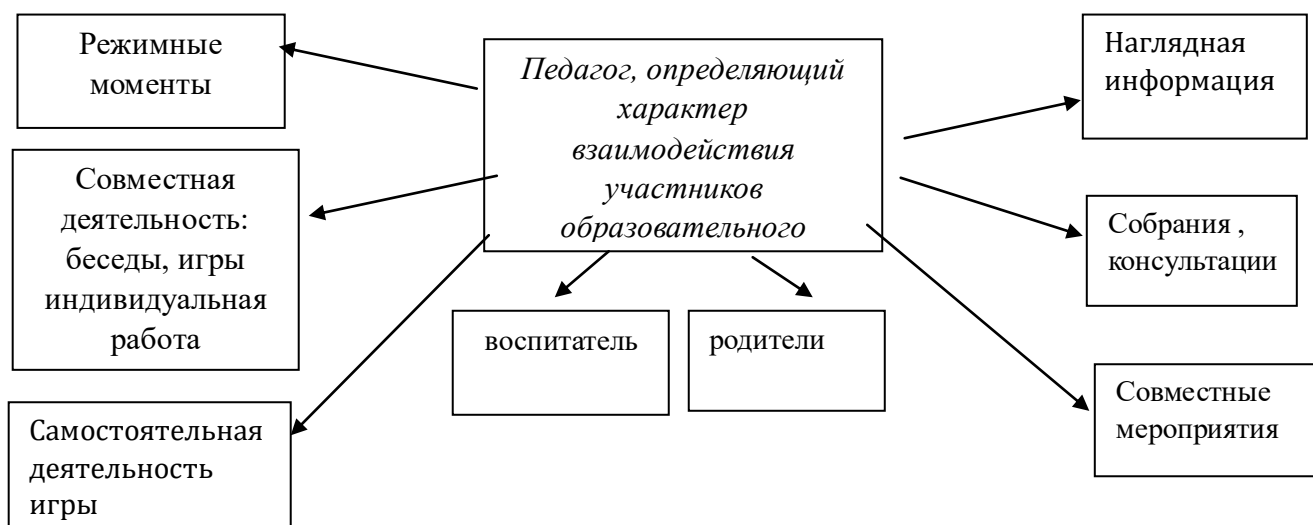 Режимные
моменты
Педагог, определяющий
характер
взаимодействия
участников
образовательного
Наглядная
информация
Совместная
деятельность:
беседы, игры
индивидуальная
работа
Собрания ,
консультации
воспитатель
родители
Совместные
мероприятия
Самостоятельная
деятельность
игры